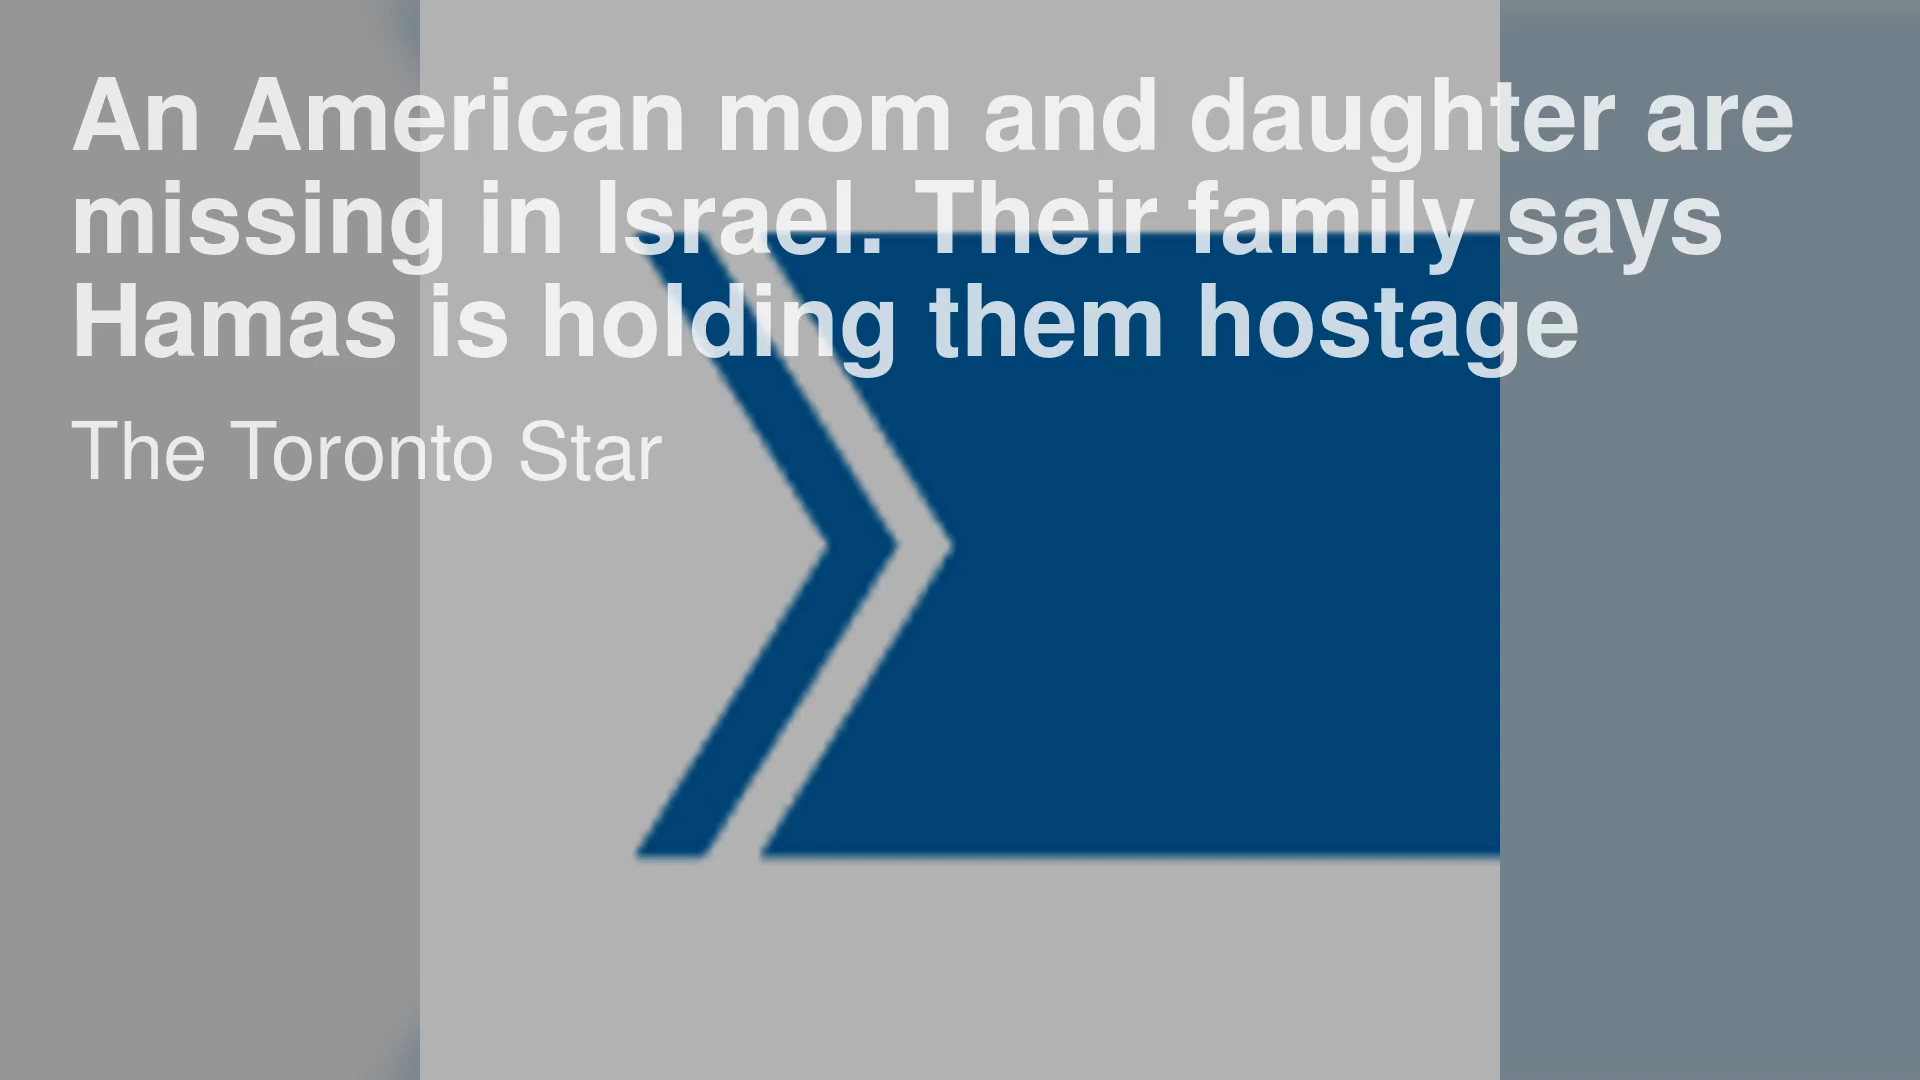 An American mom and daughter are
missing in Israel. Their family says
Hamas is holding them hostage
The Toronto Star